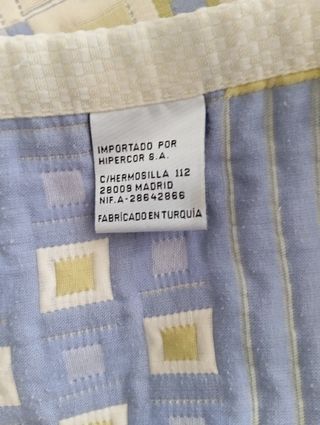 IMPORTADO POR
HIPERCOR S.A.
C/HERMOSILLA 112
28009 MADRID
NIF.A-28642866
FABRICADO EN TURQUÍA